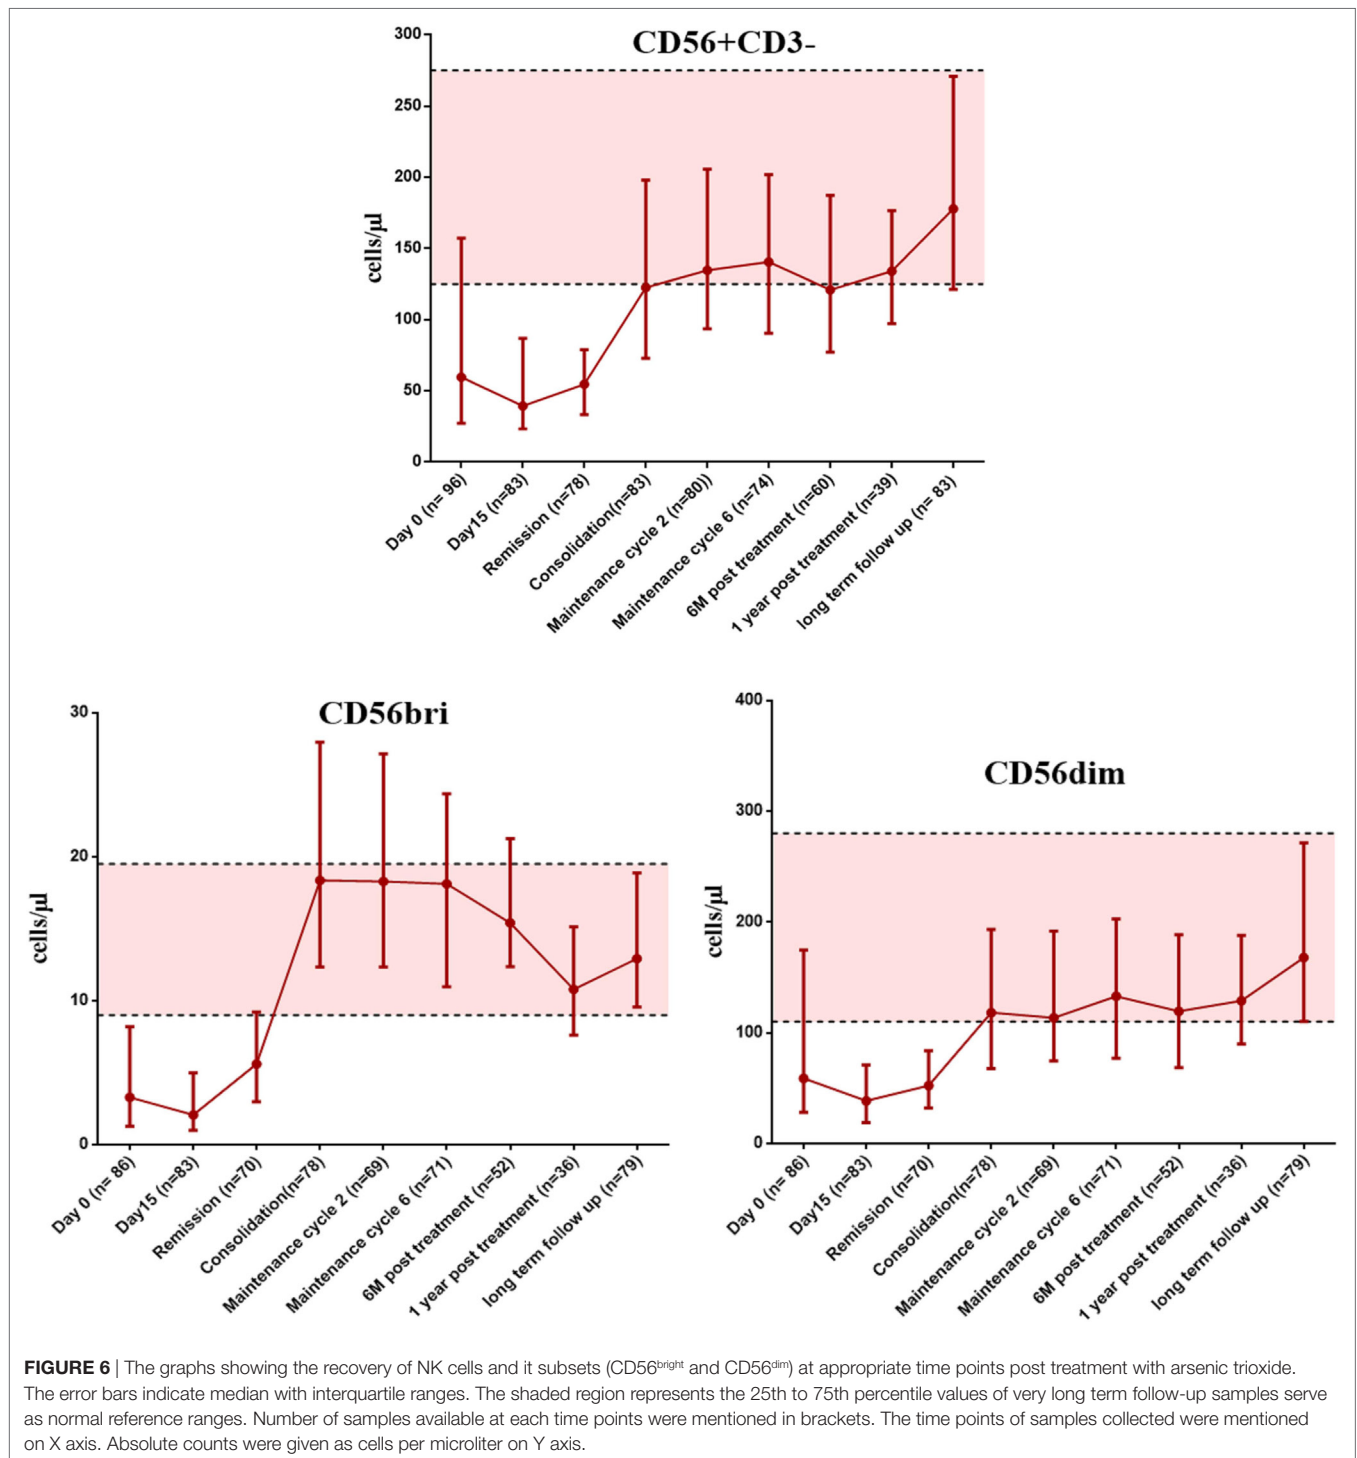 CD56+CD3-
300
250
200
150
100
50
0
cells/µl
Day 0 (n= 96)
Day15 (n=83)
Remission (n=78)
Consolidation(n=83)
Maintenance cycle 2 (n=80))
Maintenance cycle 6 (n=74)
6M post treatment (n=60)
1 year post treatment (n=39)
long term follow up (n= 83)
CD56bri
30
20
10
0
cells/µl
Day 0 (n= 86)
Day15 (n=83)
Remission (n=70)
Consolidation(n=78)
Maintenance cycle 2 (n=69)
Maintenance cycle 6 (n=71)
6M post treatment (n=52)
1 year post treatment (n=36)
long term follow up (n=79)
CD56dim
400
300
200
100
0
cells/µl
Day 0 (n= 86)
Day15 (n=83)
Remission (n=70)
Consolidation(n=78)
Maintenance cycle 2 (n=69)
Maintenance cycle 6 (n=71)
6M post treatment (n=52)
1 year post treatment (n=36)
long term follow up (n=79)
FIGURE 6 | The graphs showing the recovery of NK cells and it subsets (CD56bright and CD56dim) at appropriate time points post treatment with arsenic trioxide.
The error bars indicate median with interquartile ranges. The shaded region represents the 25th to 75th percentile values of very long term follow-up samples serve
as normal reference ranges. Number of samples available at each time points were mentioned in brackets. The time points of samples collected were mentioned
on X axis. Absolute counts were given as cells per microliter on Y axis.